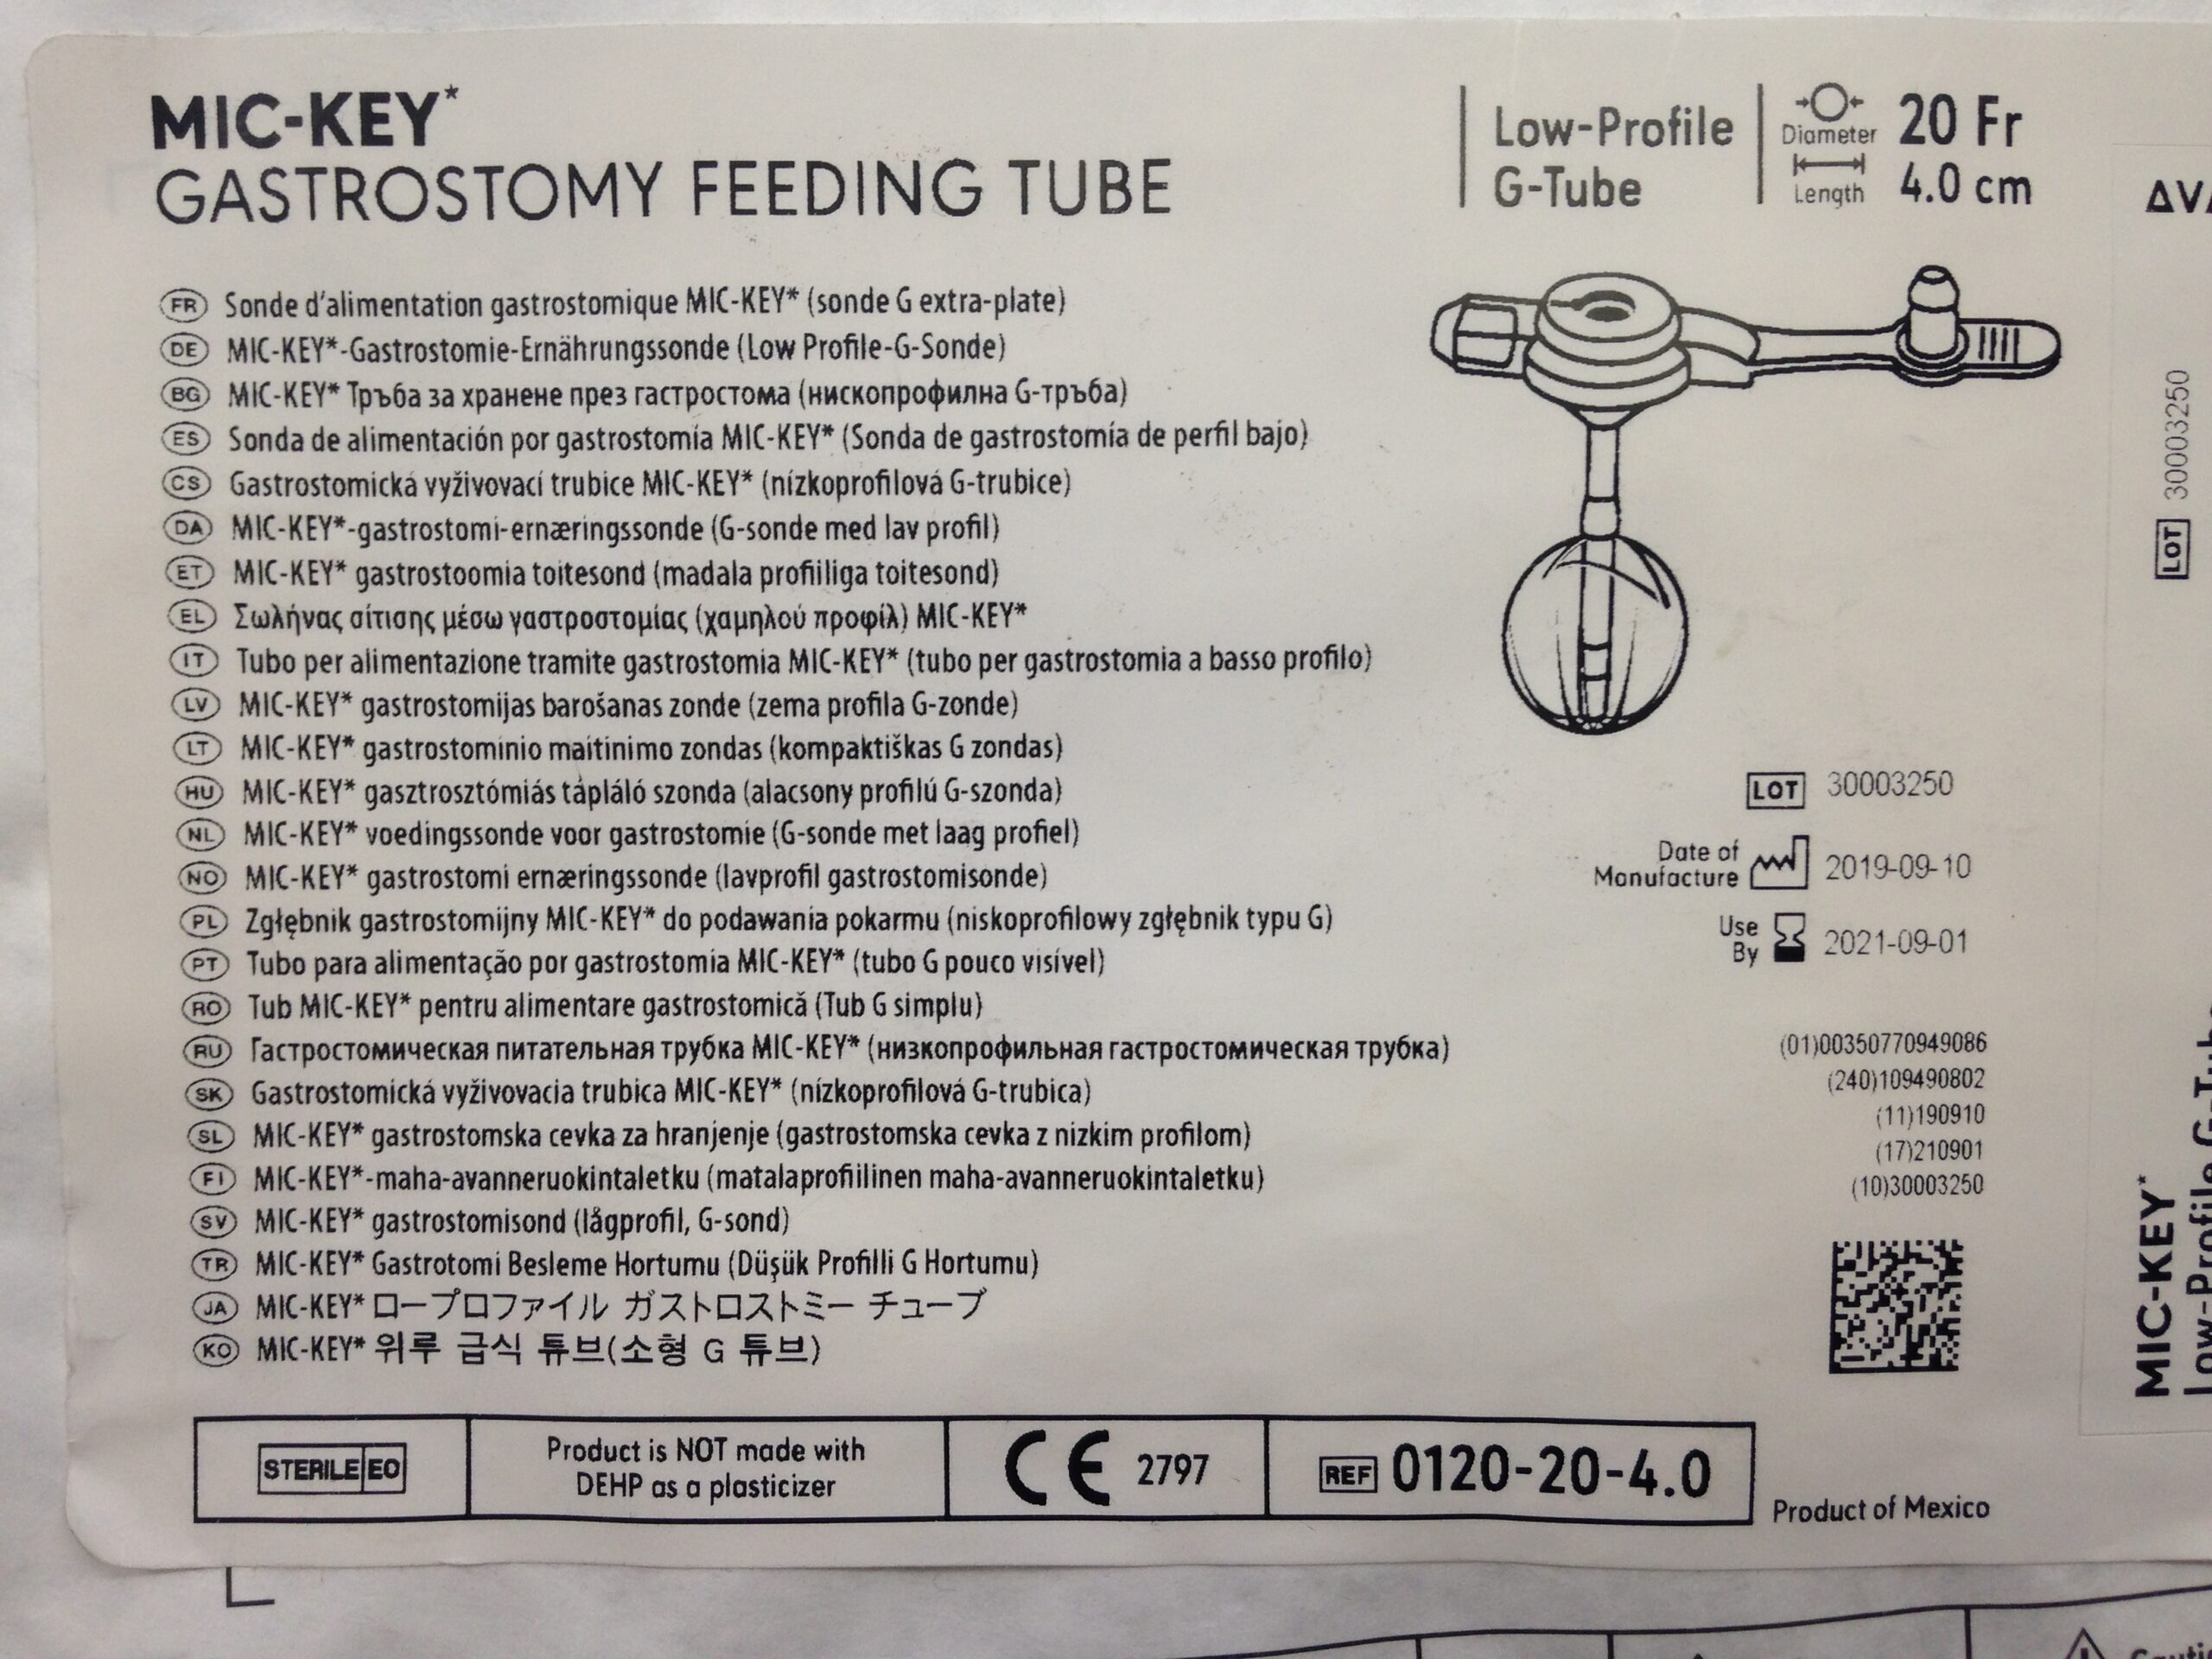 MIC-KEY*
GASTROSTOMY FEEDING TUBE
Low-Profile
G-Tube
Diameter 20 Fr
Length 4.0 cm
FR Sonde d'alimentation gastrostomique MIC-KEY* (sonde G extra-plate)
DE MIC-KEY*-Gastrostomie-Ernährungssonde (Low Profile-G-Sonde)
BG MIC-KEY* Тръба за хранене през гастростома (нископрофилна G-тръба)
ES Sonda de alimentación por gastrostomía MIC-KEY* (Sonda de gastrostomía de perfil bajo)
CS Gastrostomická vyživovací trubice MIC-KEY* (nízkoprofilová G-trubice)
DA MIC-KEY*-gastrostomi-ernæringssonde (G-sonde med lav profil)
ET MIC-KEY* gastrostoomia toitesond (madala profiiliga toitesond)
EL Σωλήνας σίτισης μέσω γαστροστομίας (χαμηλού προφίλ) MIC-KEY*
IT Tubo per alimentazione tramite gastrostomia MIC-KEY* (tubo per gastrostomia a basso profilo)
LV MIC-KEY* gastrostomijas barošanas zonde (zema profila G-zonde)
LT MIC-KEY* gastrostominio maitinimo zondas (kompaktiškas G zondas)
HU MIC-KEY* gasztrosztómiás tápláló szonda (alacsony profilú G-szonda)
NL MIC-KEY* voedingssonde voor gastrostomie (G-sonde met laag profiel)
NO MIC-KEY* gastrostomi ernæringssonde (lavprofil gastrostomisonde)
PL Zgłębnik gastrostomijny MIC-KEY* do podawania pokarmu (niskoprofilowy zgłębnik typu G)
PT Tubo para alimentação por gastrostomia MIC-KEY* (tubo G pouco visível)
RO Tub MIC-KEY* pentru alimentare gastrostomică (Tub G simplu)
RU Гастростомическая питательная трубка MIC-KEY* (низкопрофильная гастростомическая трубка)
SK Gastrostomická vyživovacia trubica MIC-KEY* (nízkoprofilová G-trubica)
SL MIC-KEY* gastrostomska cevka za hranjenje (gastrostomska cevka z nizkim profilom)
FI MIC-KEY*-maha-avanneruokintaletku (matalaprofiilinen maha-avanneruokintaletku)
SV MIC-KEY* gastrostomisond (lågprofil, G-sond)
TR MIC-KEY* Gastrotomi Besleme Hortumu (Düşük Profilli G Hortumu)
JA MIC-KEY* ロープロファイル ガストロストミー チューブ
KO MIC-KEY* 위루 급식 튜브(소형 G 튜브)
LOT 30003250
Date of
Manufacture 2019-09-10
Use
By 2021-09-01
(01)00350770949086
(240)109490802
(11)190910
(17)210901
(10)30003250
STERILE EO
Product is NOT made with
DEHP as a plasticizer
CE 2797
REF 0120-20-4.0
Product of Mexico
LOT 30003250
MIC-KEY*
Low-Profile G-Tube